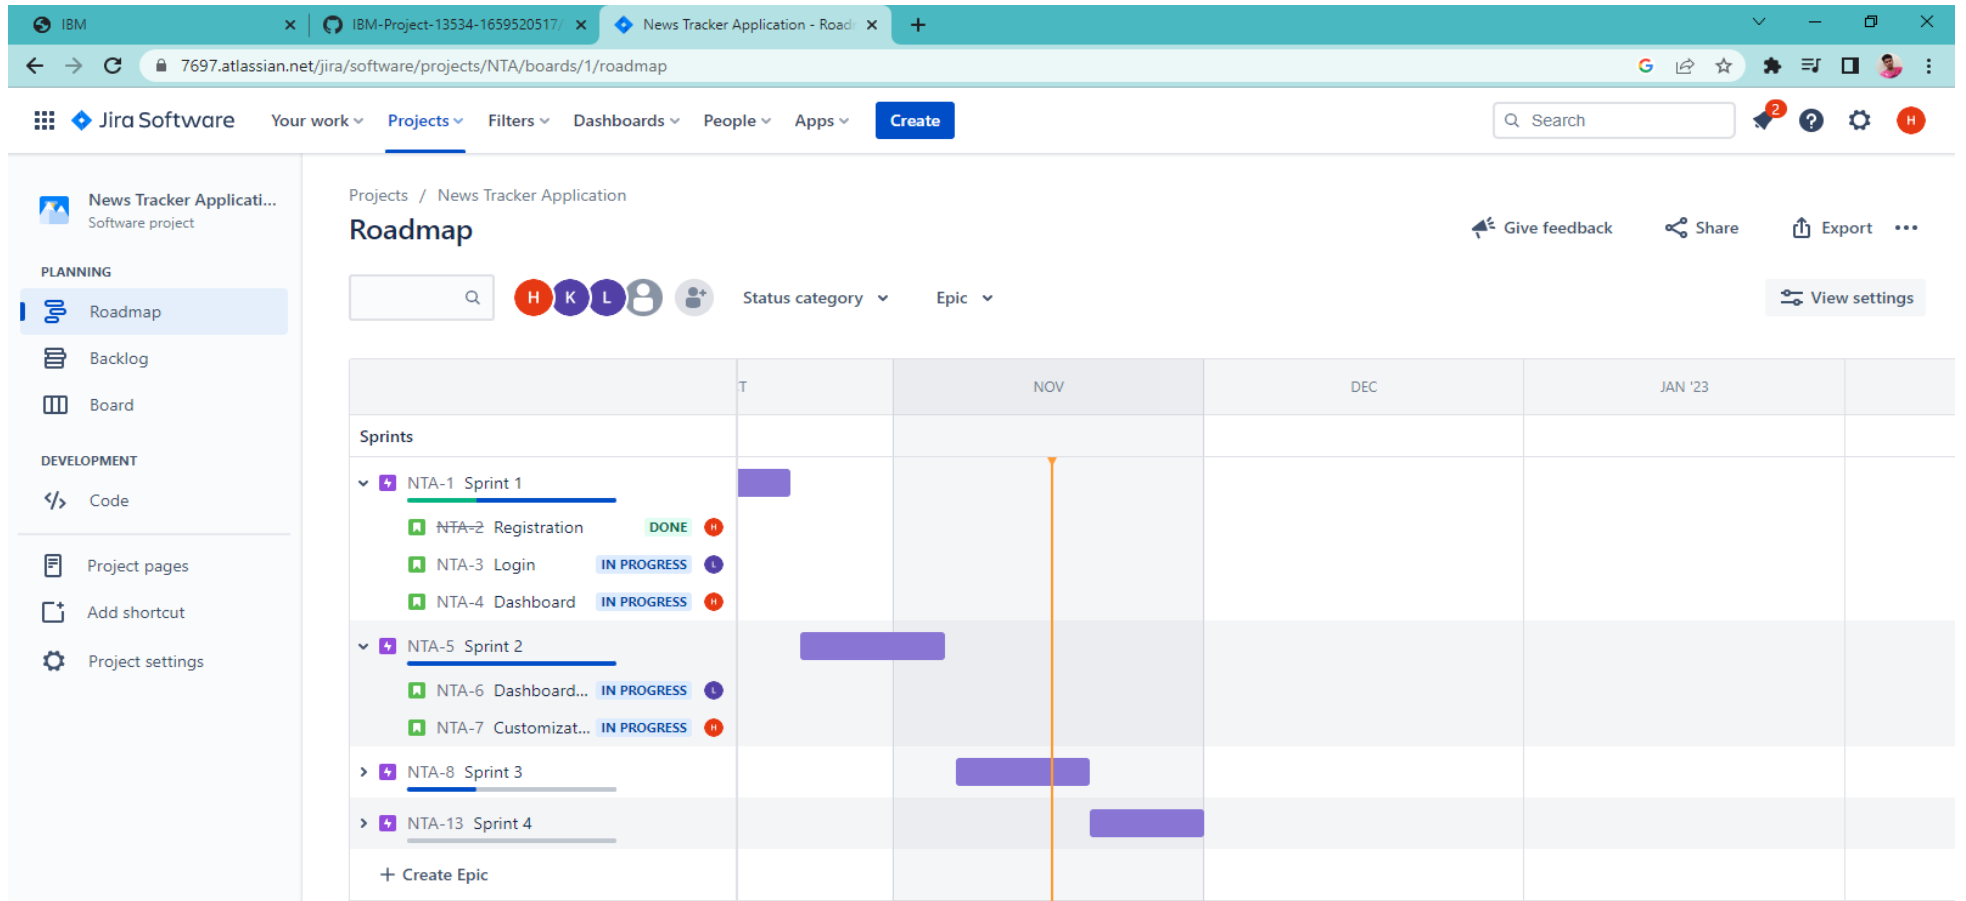 IBM
IBM-Project-13534-1659520517/
News Tracker Application - Road
7697.atlassian.net/jira/software/projects/NTA/boards/1/roadmap
Jira Software
Your work
Projects
Filters
Dashboards
People
Apps
Create
Search
2
H
News Tracker Applicati...
Software project
PLANNING
Roadmap
Backlog
Board
DEVELOPMENT
Code
Project pages
Add shortcut
Project settings
Projects / News Tracker Application
Roadmap
Give feedback
Share
Export
H K L
Status category
Epic
View settings
T NOV DEC JAN '23
Sprints
NTA-1 Sprint 1
NTA-2 Registration DONE H
NTA-3 Login IN PROGRESS L
NTA-4 Dashboard IN PROGRESS H
NTA-5 Sprint 2
NTA-6 Dashboard... IN PROGRESS L
NTA-7 Customizat... IN PROGRESS H
NTA-8 Sprint 3
NTA-13 Sprint 4
+ Create Epic